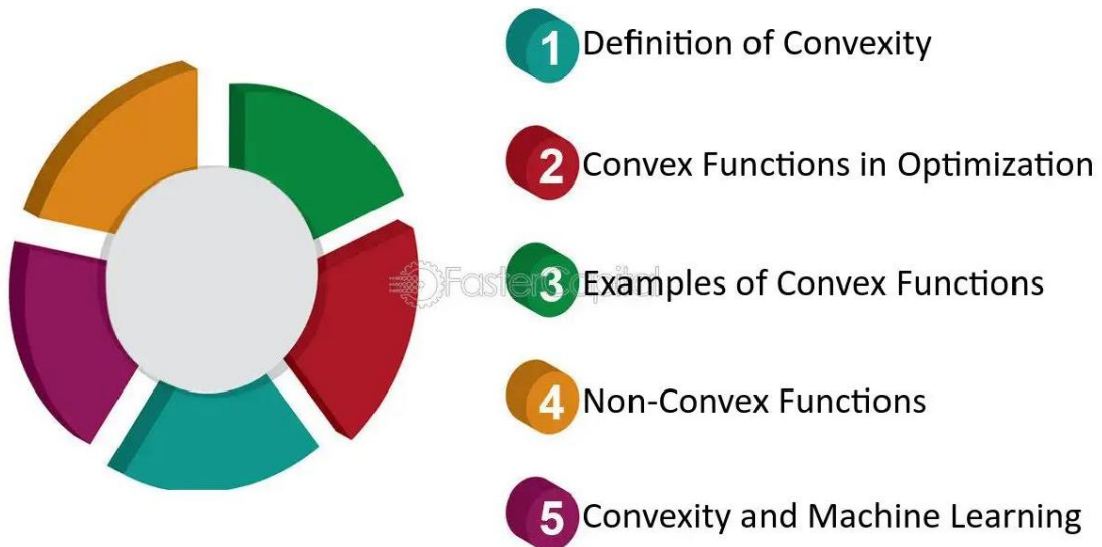 1 Definition of Convexity
2 Convex Functions in Optimization
FasterCapital
3 Examples of Convex Functions
4 Non-Convex Functions
5 Convexity and Machine Learning